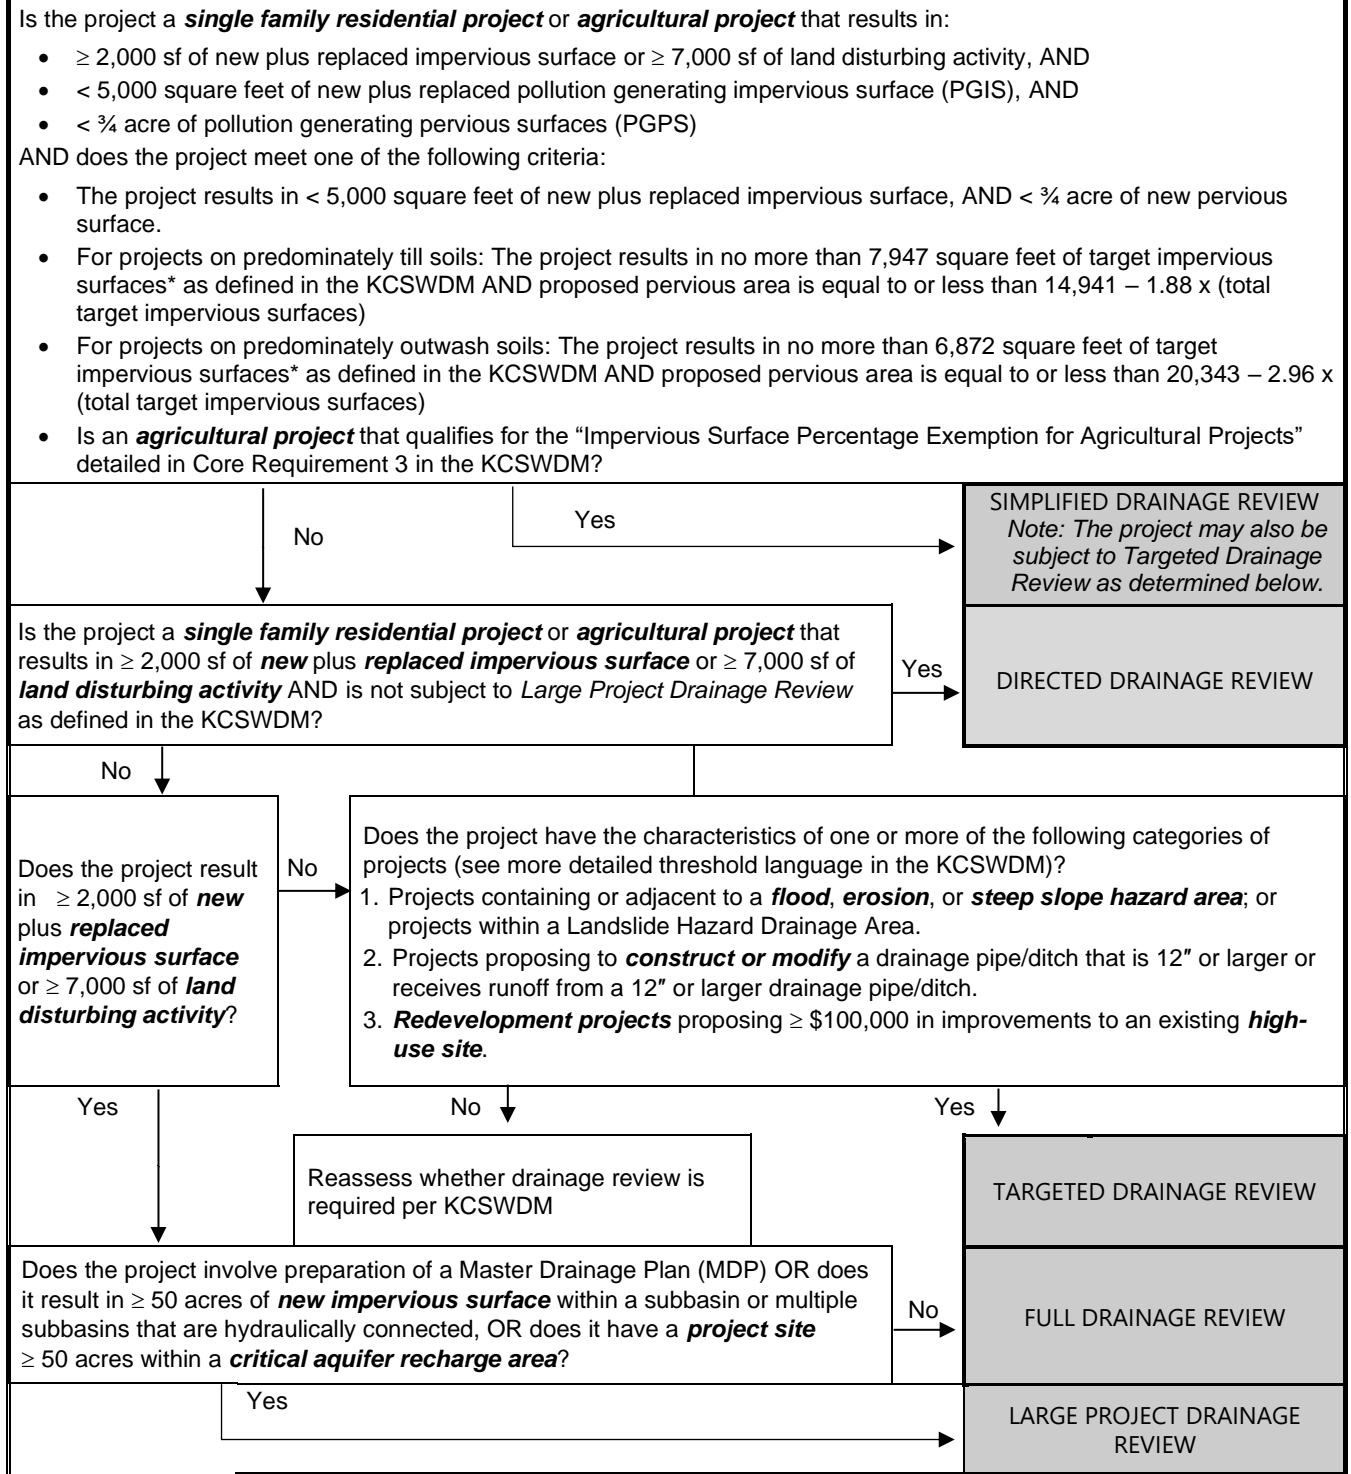 Is the project a single family residential project or agricultural project that results in:
• ≥ 2,000 sf of new plus replaced impervious surface or ≥ 7,000 sf of land disturbing activity, AND
• < 5,000 square feet of new plus replaced pollution generating impervious surface (PGIS), AND
• < ¾ acre of pollution generating pervious surfaces (PGPS)
AND does the project meet one of the following criteria:
• The project results in < 5,000 square feet of new plus replaced impervious surface, AND < ¾ acre of new pervious
surface.
• For projects on predominately till soils: The project results in no more than 7,947 square feet of target impervious
surfaces* as defined in the KCSWDM AND proposed pervious area is equal to or less than 14,941 – 1.88 x (total
target impervious surfaces)
• For projects on predominately outwash soils: The project results in no more than 6,872 square feet of target
impervious surfaces* as defined in the KCSWDM AND proposed pervious area is equal to or less than 20,343 – 2.96 x
(total target impervious surfaces)
• Is an agricultural project that qualifies for the “Impervious Surface Percentage Exemption for Agricultural Projects”
detailed in Core Requirement 3 in the KCSWDM?
No
Yes
SIMPLIFIED DRAINAGE REVIEW
Note: The project may also be
subject to Targeted Drainage
Review as determined below.
Is the project a single family residential project or agricultural project that
results in ≥ 2,000 sf of new plus replaced impervious surface or ≥ 7,000 sf of
land disturbing activity AND is not subject to Large Project Drainage Review
as defined in the KCSWDM?
Yes
DIRECTED DRAINAGE REVIEW
No
Does the project result
in ≥ 2,000 sf of new
plus replaced
impervious surface
or ≥ 7,000 sf of land
disturbing activity?
No
Does the project have the characteristics of one or more of the following categories of
projects (see more detailed threshold language in the KCSWDM)?
1. Projects containing or adjacent to a flood, erosion, or steep slope hazard area; or
projects within a Landslide Hazard Drainage Area.
2. Projects proposing to construct or modify a drainage pipe/ditch that is 12″ or larger or
receives runoff from a 12″ or larger drainage pipe/ditch.
3. Redevelopment projects proposing ≥ $100,000 in improvements to an existing high-
use site.
Yes
No
Yes
Reassess whether drainage review is
required per KCSWDM
TARGETED DRAINAGE REVIEW
Does the project involve preparation of a Master Drainage Plan (MDP) OR does
it result in ≥ 50 acres of new impervious surface within a subbasin or multiple
subbasins that are hydraulically connected, OR does it have a project site
≥ 50 acres within a critical aquifer recharge area?
No
FULL DRAINAGE REVIEW
Yes
LARGE PROJECT DRAINAGE
REVIEW